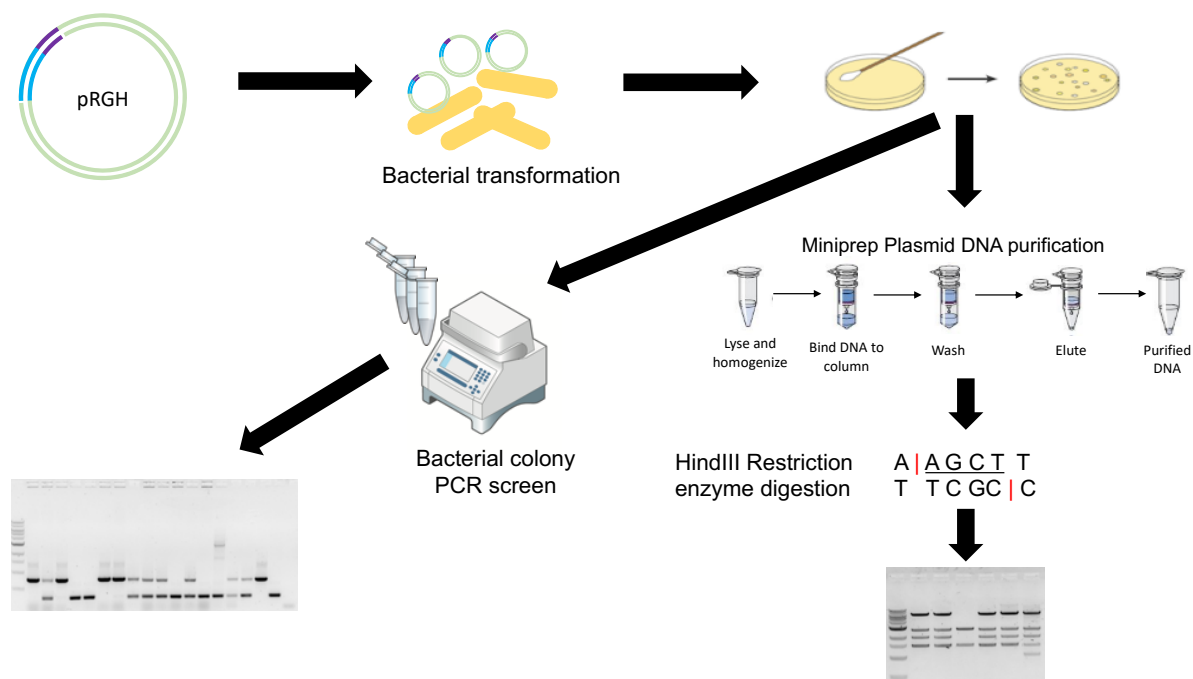 pRGH
Bacterial transformation
Miniprep Plasmid DNA purification
Lyse and
homogenize
Bind DNA to
column
Wash
Elute
Purified
DNA
Bacterial colony
PCR screen
HindIII Restriction
enzyme digestion
A | A G C T T
T T C GC | C